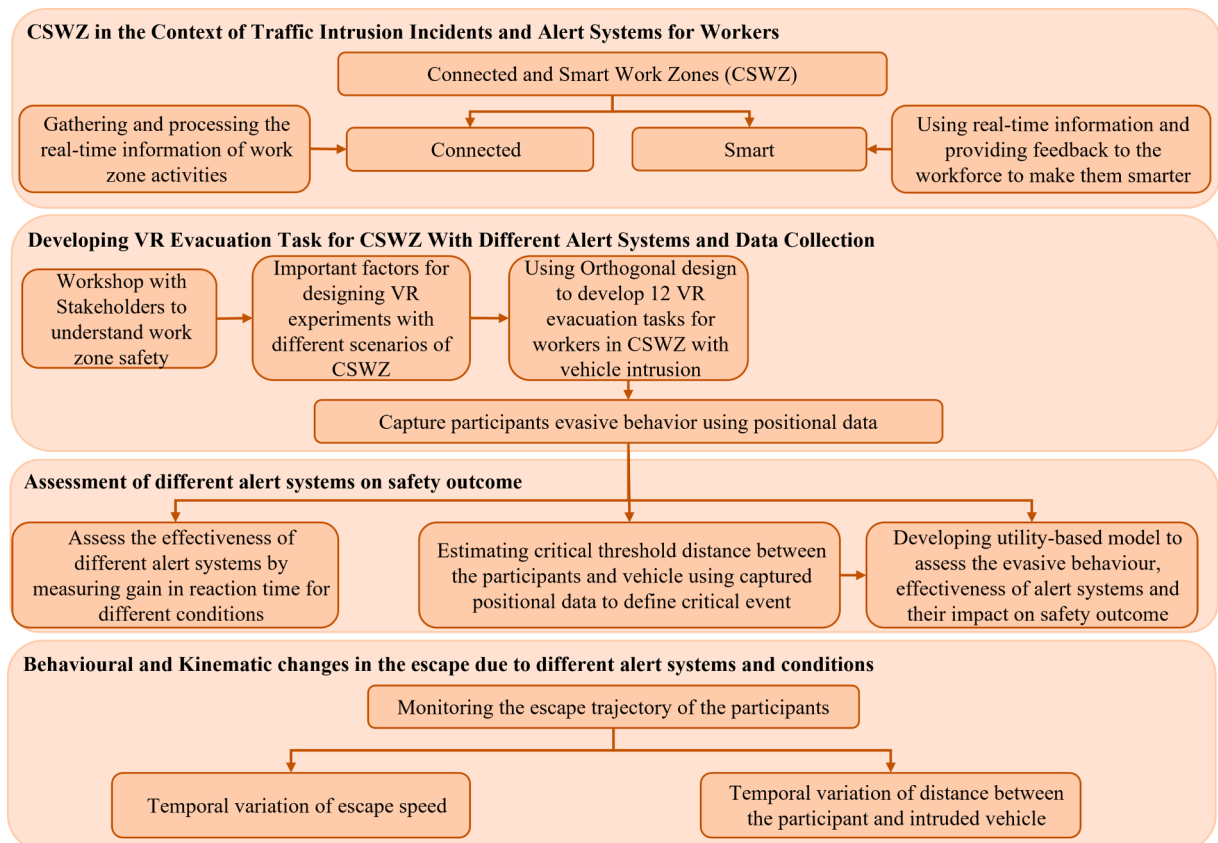 CSWZ in the Context of Traffic Intrusion Incidents and Alert Systems for Workers
Connected and Smart Work Zones (CSWZ)
Gathering and processing the
real-time information of work
zone activities
Connected
Smart
Using real-time information and
providing feedback to the
workforce to make them smarter
Developing VR Evacuation Task for CSWZ With Different Alert Systems and Data Collection
Workshop with
Stakeholders to
understand work
zone safety
Important factors for
designing VR
experiments with
different scenarios of
CSWZ
Using Orthogonal design
to develop 12 VR
evacuation tasks for
workers in CSWZ with
vehicle intrusion
Capture participants evasive behavior using positional data
Assessment of different alert systems on safety outcome
Assess the effectiveness of
different alert systems by
measuring gain in reaction time for
different conditions
Estimating critical threshold distance between
the participants and vehicle using captured
positional data to define critical event
Developing utility-based model to
assess the evasive behaviour,
effectiveness of alert systems and
their impact on safety outcome
Behavioural and Kinematic changes in the escape due to different alert systems and conditions
Monitoring the escape trajectory of the participants
Temporal variation of escape speed
Temporal variation of distance between
the participant and intruded vehicle